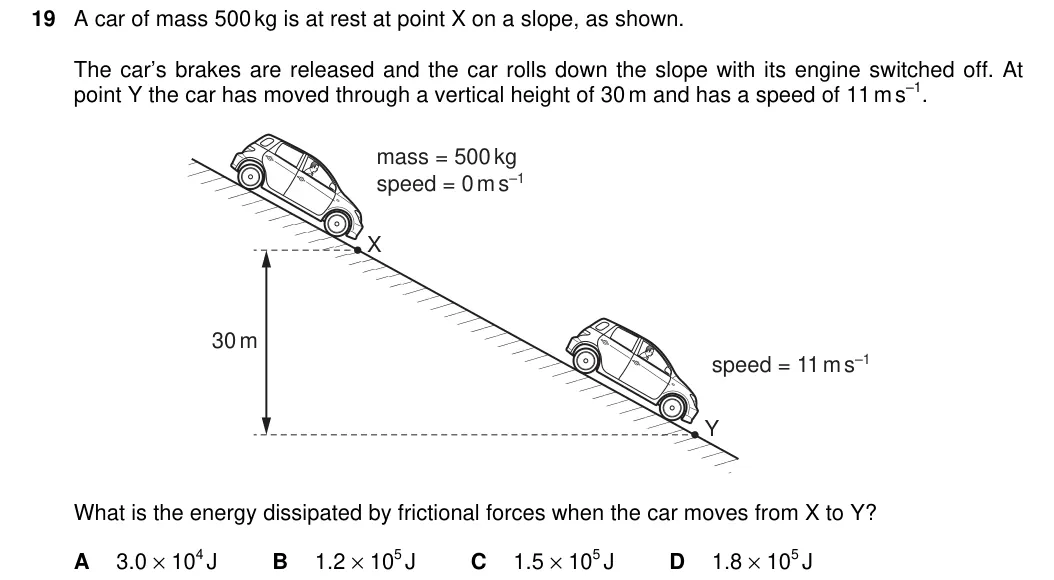 19 A car of mass 500 kg is at rest at point X on a slope, as shown.
The car’s brakes are released and the car rolls down the slope with its engine switched off. At
point Y the car has moved through a vertical height of 30 m and has a speed of 11 m s⁻¹.
mass = 500 kg
speed = 0 m s⁻¹
X
30 m
speed = 11 m s⁻¹
Y
What is the energy dissipated by frictional forces when the car moves from X to Y?
A 3.0 × 10⁴ J B 1.2 × 10⁵ J C 1.5 × 10⁵ J D 1.8 × 10⁵ J